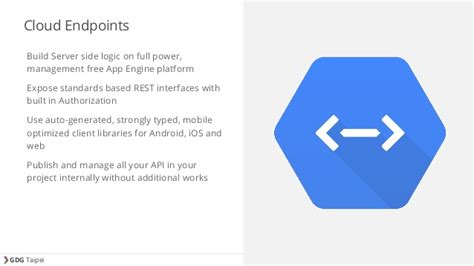 Cloud Endpoints
Build Server side logic on full power,
management free App Engine platform
Expose standards based REST interfaces with
built in Authorization
Use auto-generated, strongly typed, mobile
optimized client libraries for Android, iOS and
web
Publish and manage all your API in your
project internally without additional works
GDG Taipei